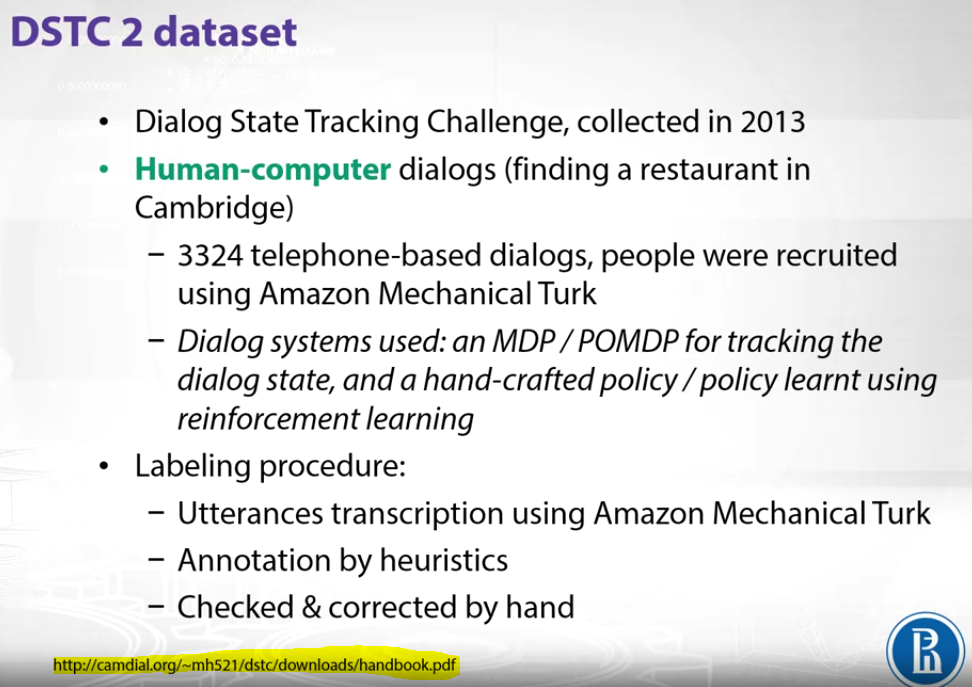 DSTC 2 dataset
• Dialog State Tracking Challenge, collected in 2013
• Human-computer dialogs (finding a restaurant in
Cambridge)
– 3324 telephone-based dialogs, people were recruited
using Amazon Mechanical Turk
– Dialog systems used: an MDP / POMDP for tracking the
dialog state, and a hand-crafted policy / policy learnt using
reinforcement learning
• Labeling procedure:
– Utterances transcription using Amazon Mechanical Turk
– Annotation by heuristics
– Checked & corrected by hand
http://camdial.org/~mh521/dstc/downloads/handbook.pdf